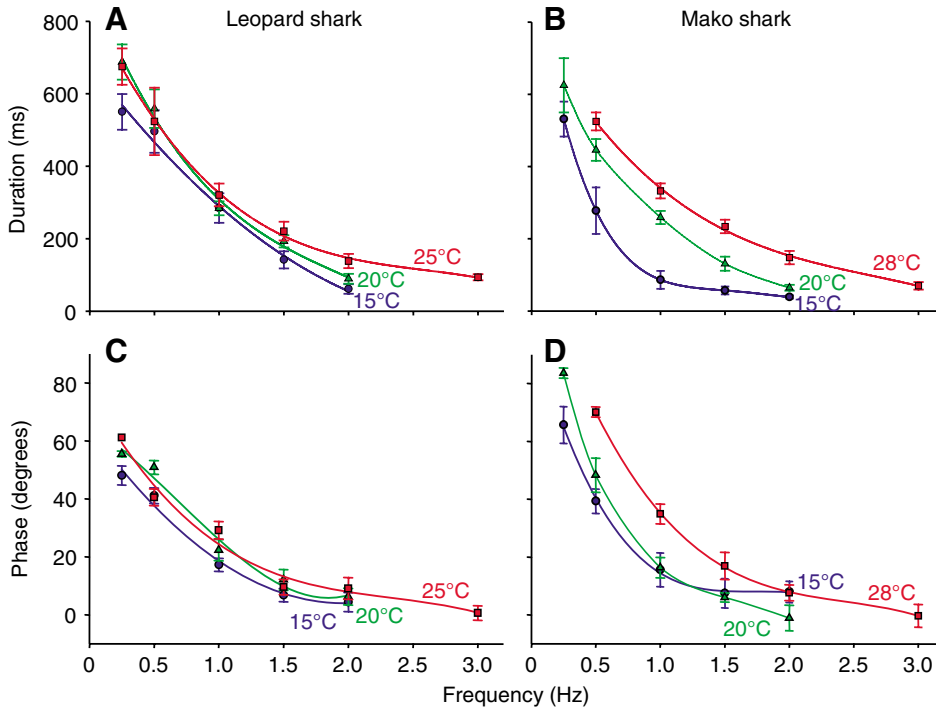 A Leopard shark
B Mako shark
Duration (ms)
800
600
400
200
0
25°C
20°C
15°C
28°C
20°C
15°C
C
D
Phase (degrees)
80
60
40
20
0
25°C
20°C
15°C
15°C
28°C
20°C
0 0.5 1.0 1.5 2.0 2.5 3.0
0 0.5 1.0 1.5 2.0 2.5 3.0
Frequency (Hz)